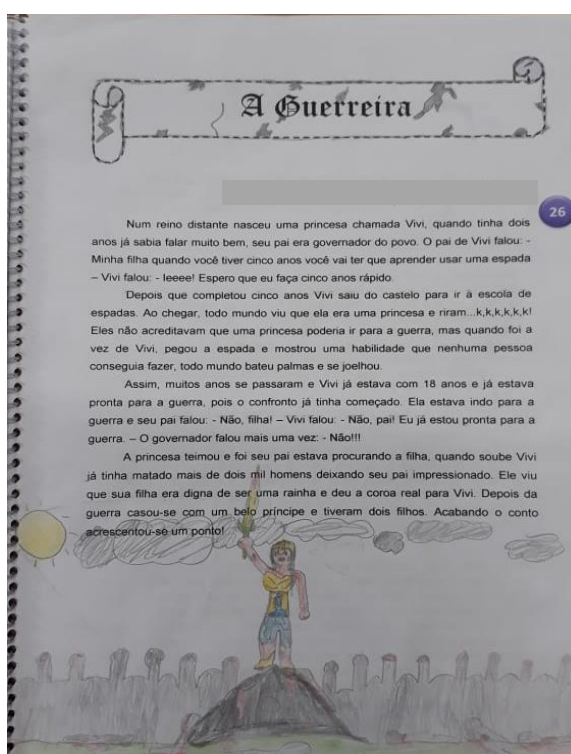 A Guerreira
26
Num reino distante nasceu uma princesa chamada Vivi, quando tinha dois
anos já sabia falar muito bem, seu pai era governador do povo. O pai de Vivi falou: -
Minha filha quando você tiver cinco anos você vai ter que aprender usar uma espada
– Vivi falou: - Ieeee! Espero que eu faça cinco anos rápido.
Depois que completou cinco anos Vivi saiu do castelo para ir à escola de
espadas. Ao chegar, todo mundo viu que ela era uma princesa e riram...k,k,k,k,k,k!
Eles não acreditavam que uma princesa poderia ir para a guerra, mas quando foi a
vez de Vivi, pegou a espada e mostrou uma habilidade que nenhuma pessoa
conseguia fazer, todo mundo bateu palmas e se joelhou.
Assim, muitos anos se passaram e Vivi já estava com 18 anos e já estava
pronta para a guerra, pois o confronto já tinha começado. Ela estava indo para a
guerra e seu pai falou: - Não, filha! – Vivi falou: - Não, pai! Eu já estou pronta para a
guerra. – O governador falou mais uma vez: - Não!!!
A princesa teimou e foi seu pai estava procurando a filha, quando soube Vivi
já tinha matado mais de dois mil homens deixando seu pai impressionado. Ele viu
que sua filha era digna de ser uma rainha e deu a coroa real para Vivi. Depois da
guerra casou-se com um belo príncipe e tiveram dois filhos. Acabando o conto
acrescentou-se um ponto!